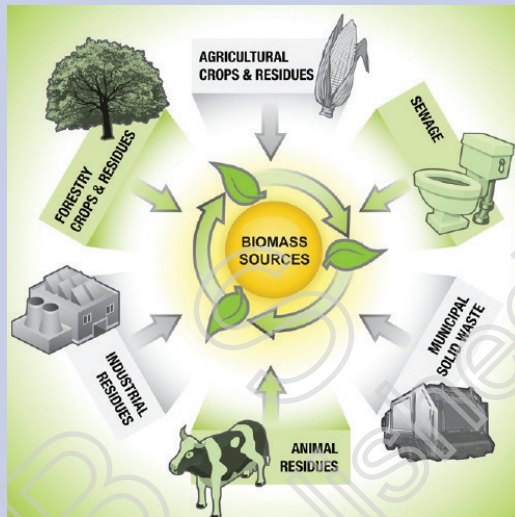 AGRICULTURAL
CROPS & RESIDUES
SEWAGE
FORESTRY
CROPS & RESIDUES
BIOMASS
SOURCES
MUNICIPAL
SOLID WASTE
INDUSTRIAL
RESIDUES
ANIMAL
RESIDUES